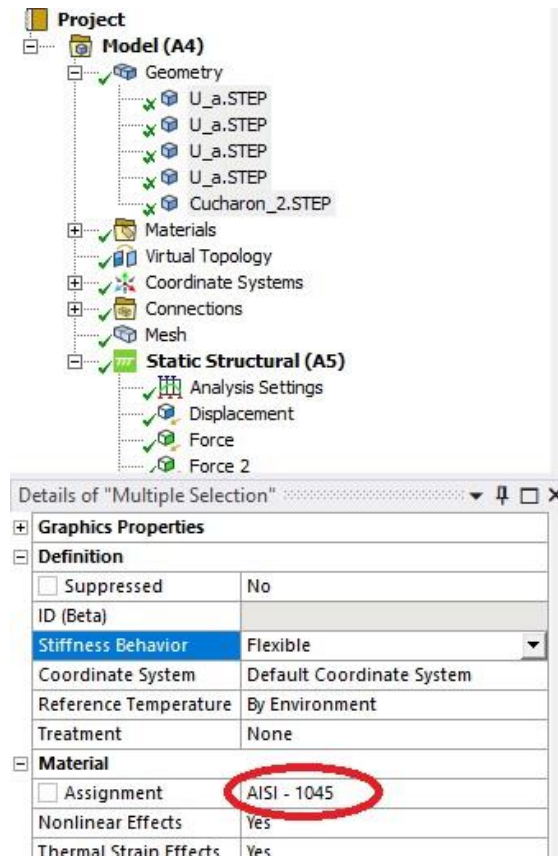 Project
Model (A4)
Geometry
U_a.STEP
U_a.STEP
U_a.STEP
U_a.STEP
Cucharon_2.STEP
Materials
Virtual Topology
Coordinate Systems
Connections
Mesh
Static Structural (A5)
Analysis Settings
Displacement
Force
Force 2
Details of "Multiple Selection"
Graphics Properties
Definition
Suppressed No
ID (Beta)
Stiffness Behavior Flexible
Coordinate System Default Coordinate System
Reference Temperature By Environment
Treatment None
Material
Assignment AISI - 1045
Nonlinear Effects Yes
Thermal Strain Effects Yes